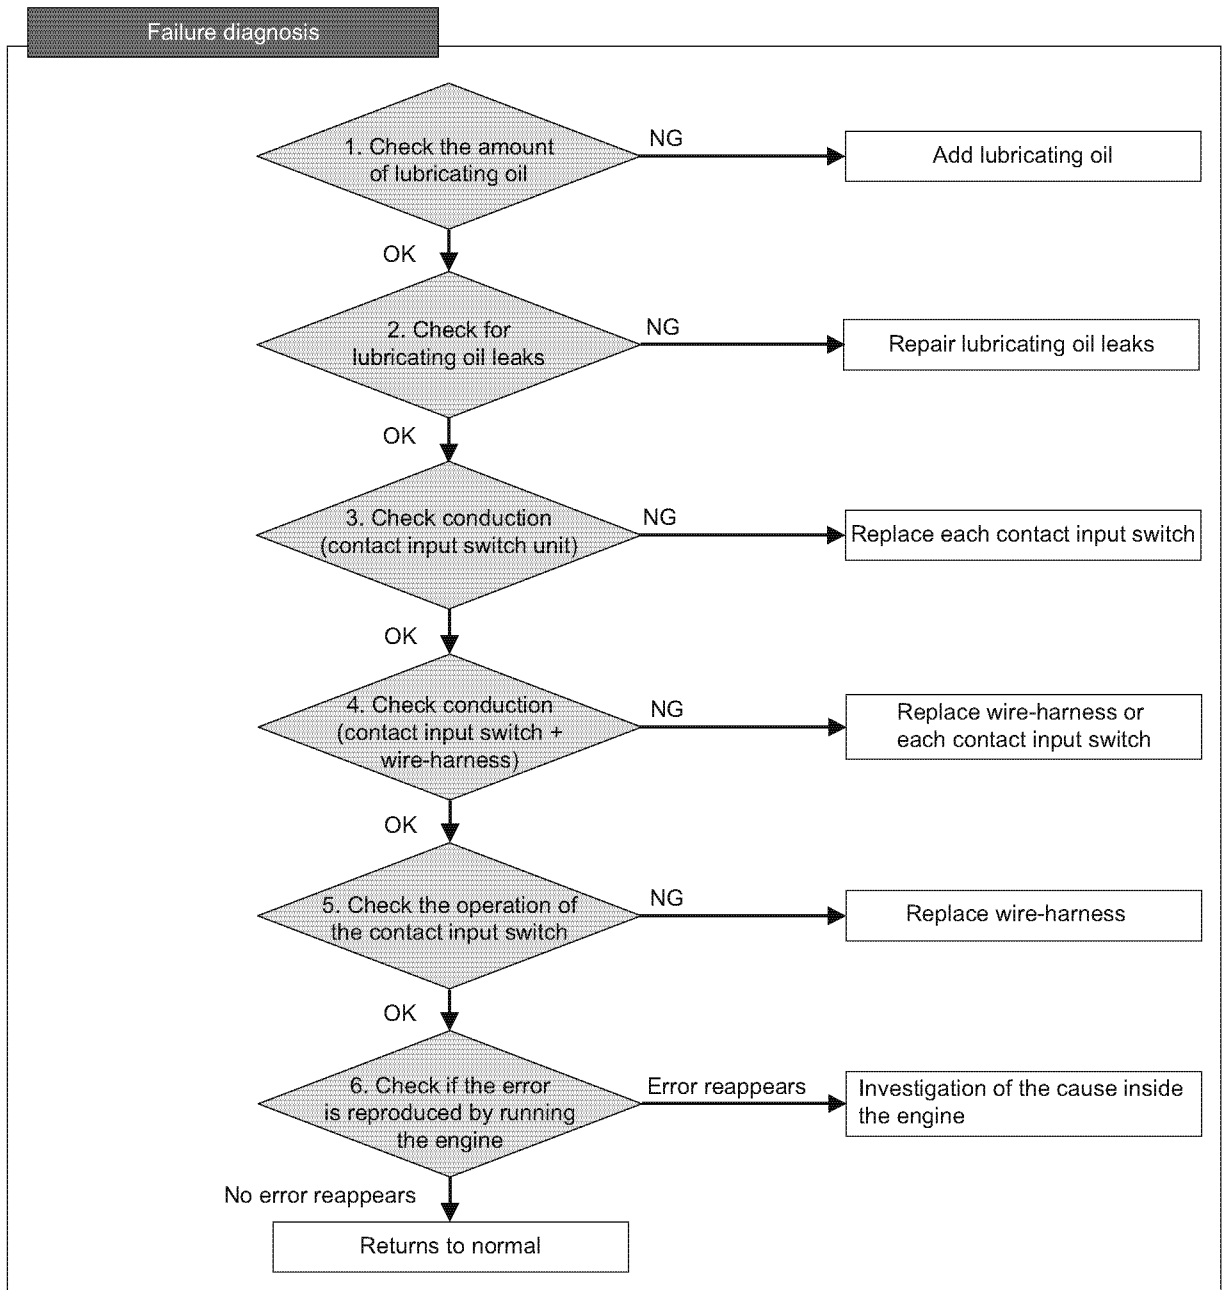 Failure diagnosis
1. Check the amount
of lubricating oil
NG
Add lubricating oil
OK
2. Check for
lubricating oil leaks
NG
Repair lubricating oil leaks
OK
3. Check conduction
(contact input switch unit)
NG
Replace each contact input switch
OK
4. Check conduction
(contact input switch +
wire-harness)
NG
Replace wire-harness or
each contact input switch
OK
5. Check the operation of
the contact input switch
NG
Replace wire-harness
OK
6. Check if the error
is reproduced by running
the engine
Error reappears
Investigation of the cause inside
the engine
No error reappears
Returns to normal